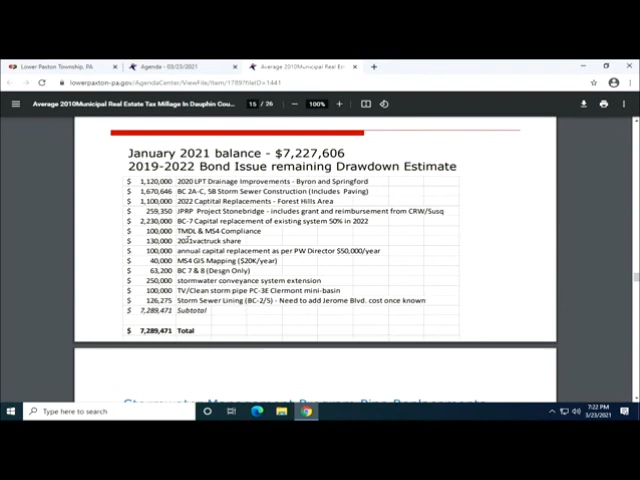 Lower Paxton Township, PA
Agenda - 03/23/2021
Average 2010 Municipal Real Est
lowerpaxton-pa.gov/AgendaCenter/ViewFile/Item/1789?fileID=1441
Average 2010Municipal Real Estate Tax Millage In Dauphin Cou...
15 / 26
100%
January 2021 balance - $7,227,606
2019-2022 Bond Issue remaining Drawdown Estimate
$ 1,120,000 2020 LPT Drainage Improvements - Byron and Springford
$ 1,670,646 BC 2A-C, 5B Storm Sewer Construction (Includes Paving)
$ 1,100,000 2022 Capittal Replacements - Forest Hills Area
$ 259,350 JPRP Project Stonebridge - includes grant and reimbursement from CRW/Susq
$ 2,230,000 BC-7 Capital replacement of existing system 50% in 2022
$ 100,000 TMDL & MS4 Compliance
$ 130,000 2021vactruck share
$ 100,000 annual capital replacement as per PW Director $50,000/year
$ 40,000 MS4 GIS Mapping ($20K/year)
$ 63,200 BC 7 & 8 (Desgn Only)
$ 250,000 stormwater conveyance system extension
$ 100,000 TV/Clean storm pipe PC-3E Clermont mini-basin
$ 126,275 Storm Sewer Lining (BC-2/5) - Need to add Jerome Blvd. cost once known
$ 7,289,471 Subtotal
$ 7,289,471 Total
Stormwater Management Program Pipe Replacements
Type here to search
7:22 PM
3/23/2021